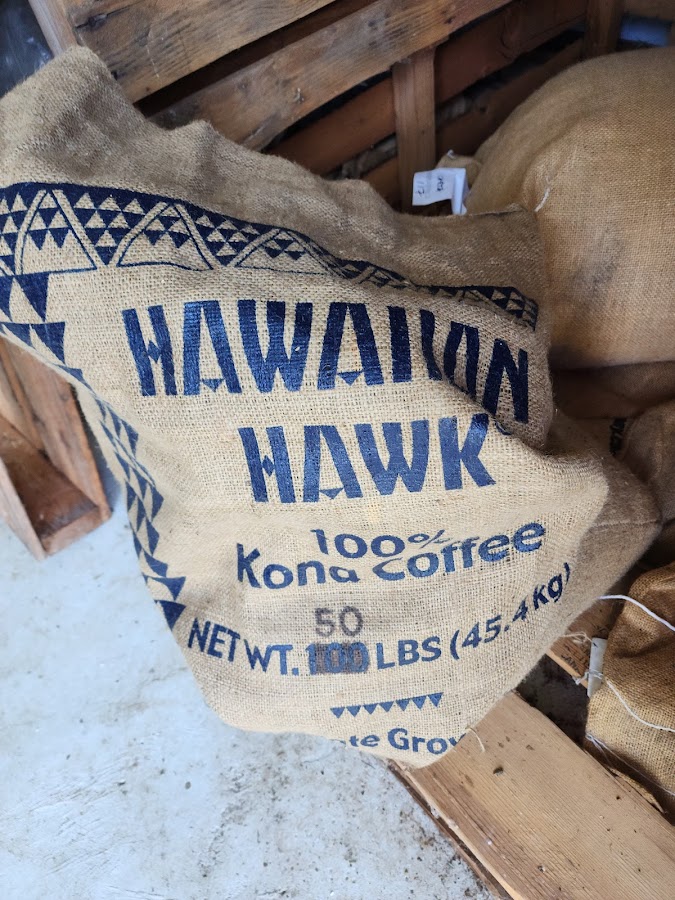 HAWAIIAN
HAWK
100%
Kona Coffee
50
NET WT. 100 LBS (45.4 kg)